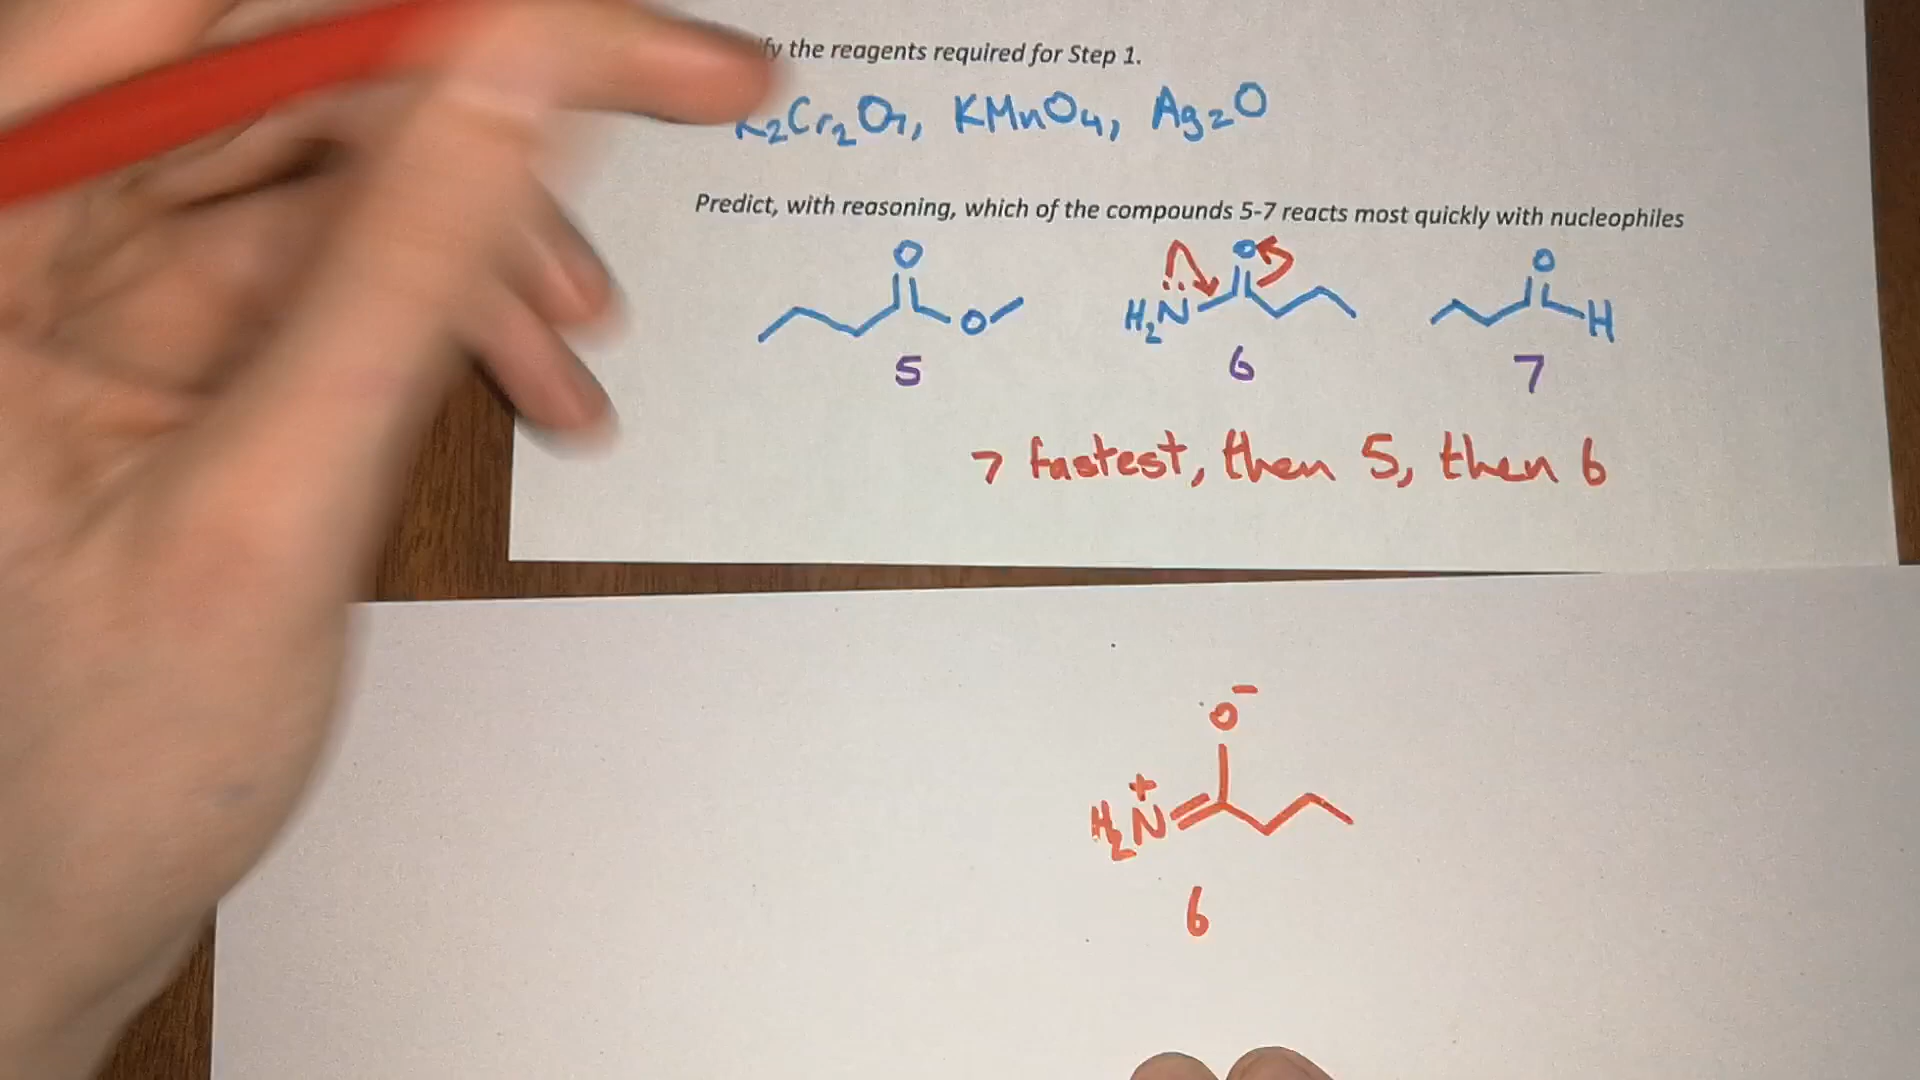 the reagents required for Step 1.
K2Cr2O7, KMnO4, Ag2O
Predict, with reasoning, which of the compounds 5-7 reacts most quickly with nucleophiles
O O O
H2N O H
5 6 7
7 fastest, then 5, then 6
O-
+
H2N
6